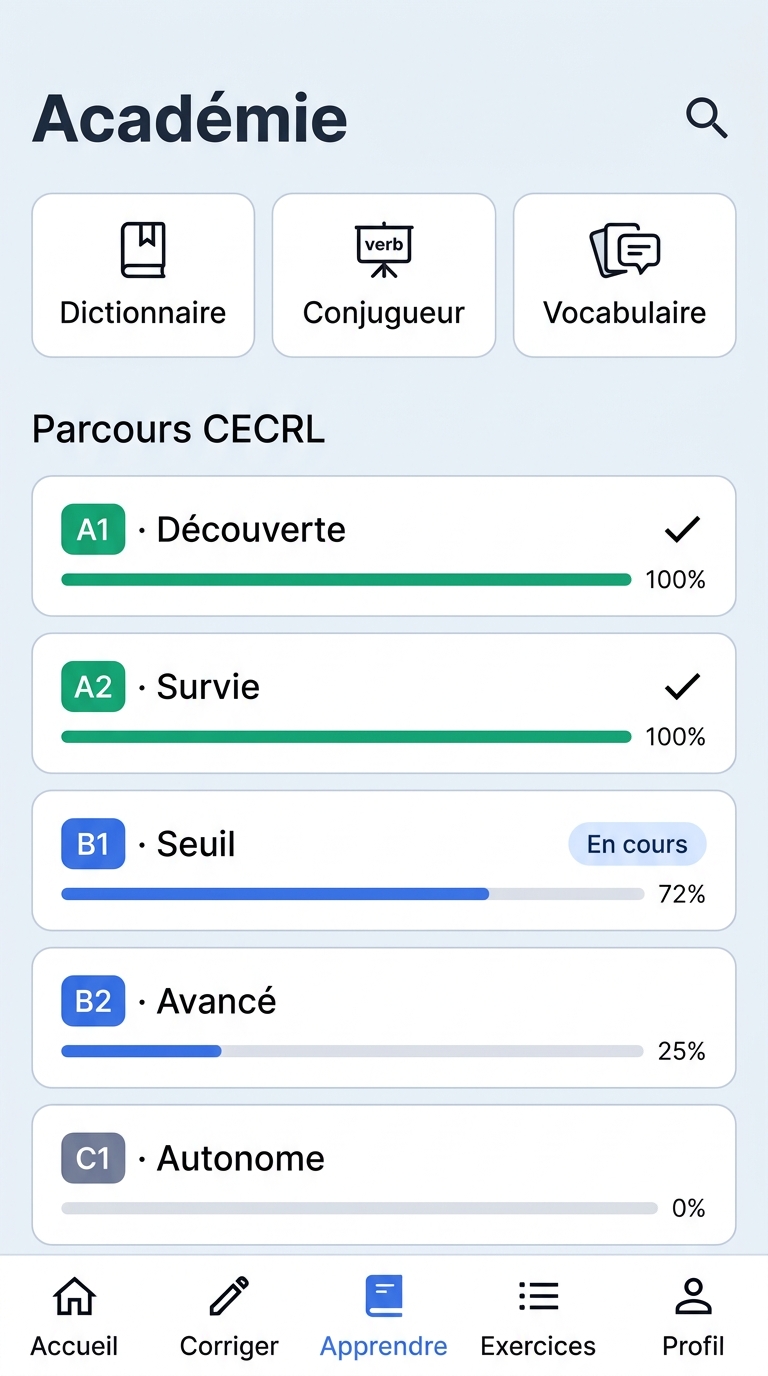 Académie
verb
Dictionnaire
Conjugueur
Vocabulaire
Parcours CECRL
A1 · Découverte
100%
A2 · Survie
100%
B1 · Seuil
En cours
72%
B2 · Avancé
25%
C1 · Autonome
0%
Accueil
Corriger
Apprendre
Exercices
Profil